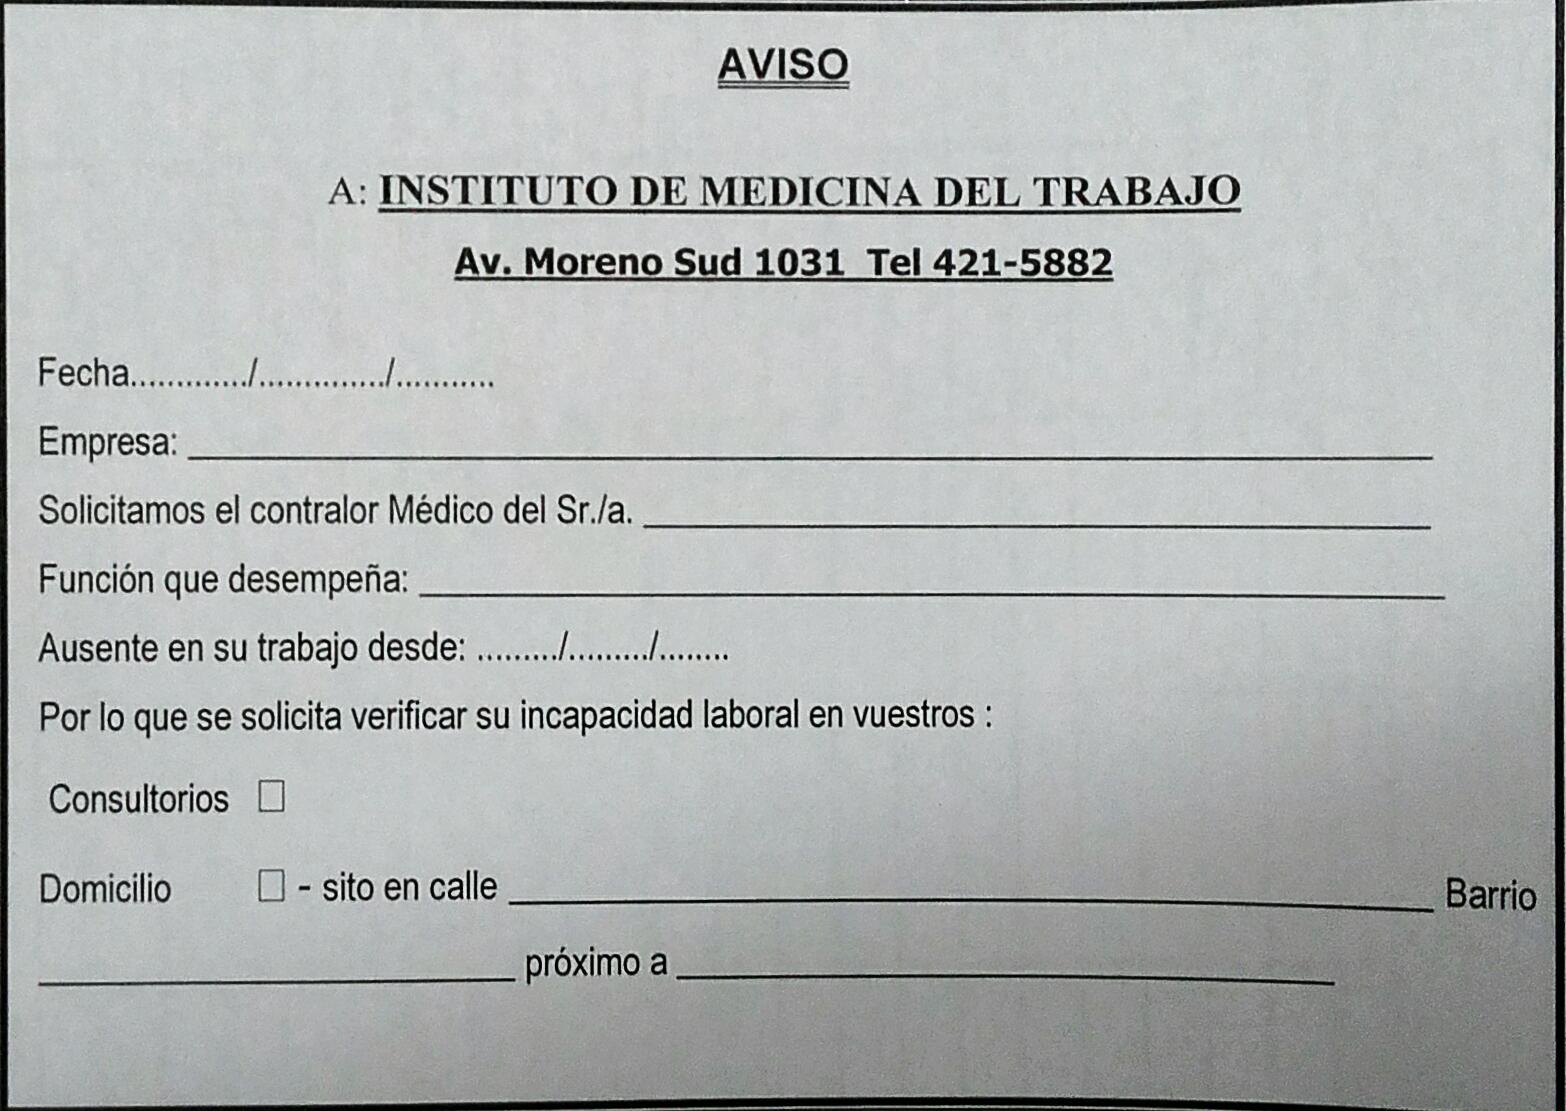 AVISO
A: INSTITUTO DE MEDICINA DEL TRABAJO
Av. Moreno Sud 1031 Tel 421-5882
Fecha............./............../...........
Empresa: ____________________
Solicitamos el contralor Médico del Sr./a. ____________________
Función que desempeña: ____________________
Ausente en su trabajo desde: ........./........./........
Por lo que se solicita verificar su incapacidad laboral en vuestros :
Consultorios ☐
Domicilio ☐ - sito en calle ____________________ Barrio
____________________ próximo a ____________________